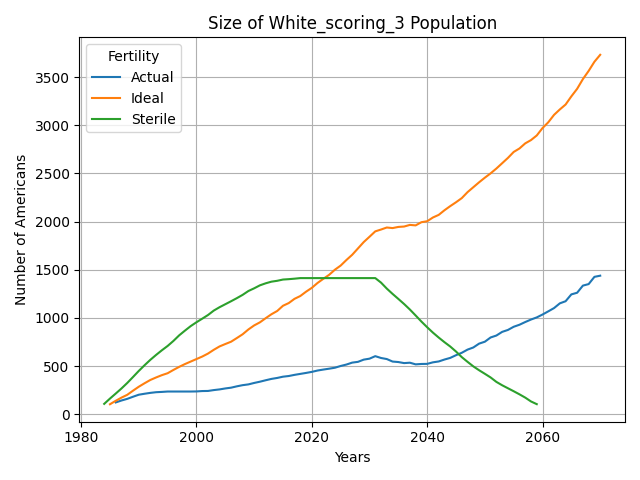 Size of White_scoring_3 Population
Fertility
Actual
Ideal
Sterile
Number of Americans
3500
3000
2500
2000
1500
1000
500
0
1980
2000
2020
2040
2060
Years